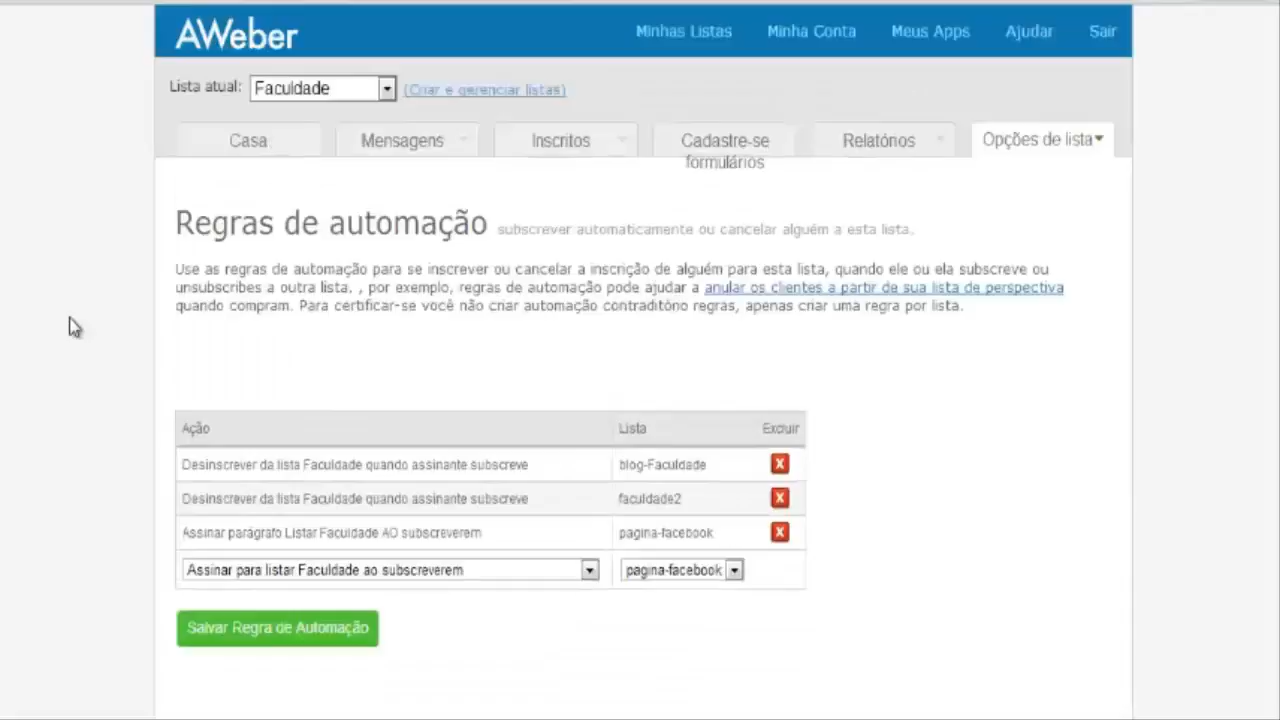 AWeber
Minhas Listas Minha Conta Meus Apps Ajudar Sair
Lista atual: Faculdade (Criar e gerenciar listas)
Casa Mensagens Inscritos Cadastre-se formulários Relatórios Opções de lista
Regras de automação subscrever automaticamente ou cancelar alguém a esta lista.
Use as regras de automação para se inscrever ou cancelar a inscrição de alguém para esta lista, quando ele ou ela subscreve ou
unsubscribes a outra lista. , por exemplo, regras de automação pode ajudar a anular os clientes a partir de sua lista de perspectiva
quando compram. Para certificar-se você não criar automação contraditóno regras, apenas criar uma regra por lista.
Ação Lista Excluir
Desinscrever da lista Faculdade quando assinante subscreve blog-Faculdade X
Desinscrever da lista Faculdade quando assinante subscreve faculdade2 X
Assinar parágrafo Listar Faculdade AO subscreverem pagina-facebook X
Assinar para listar Faculdade ao subscreverem pagina-facebook
Salvar Regra de Automação